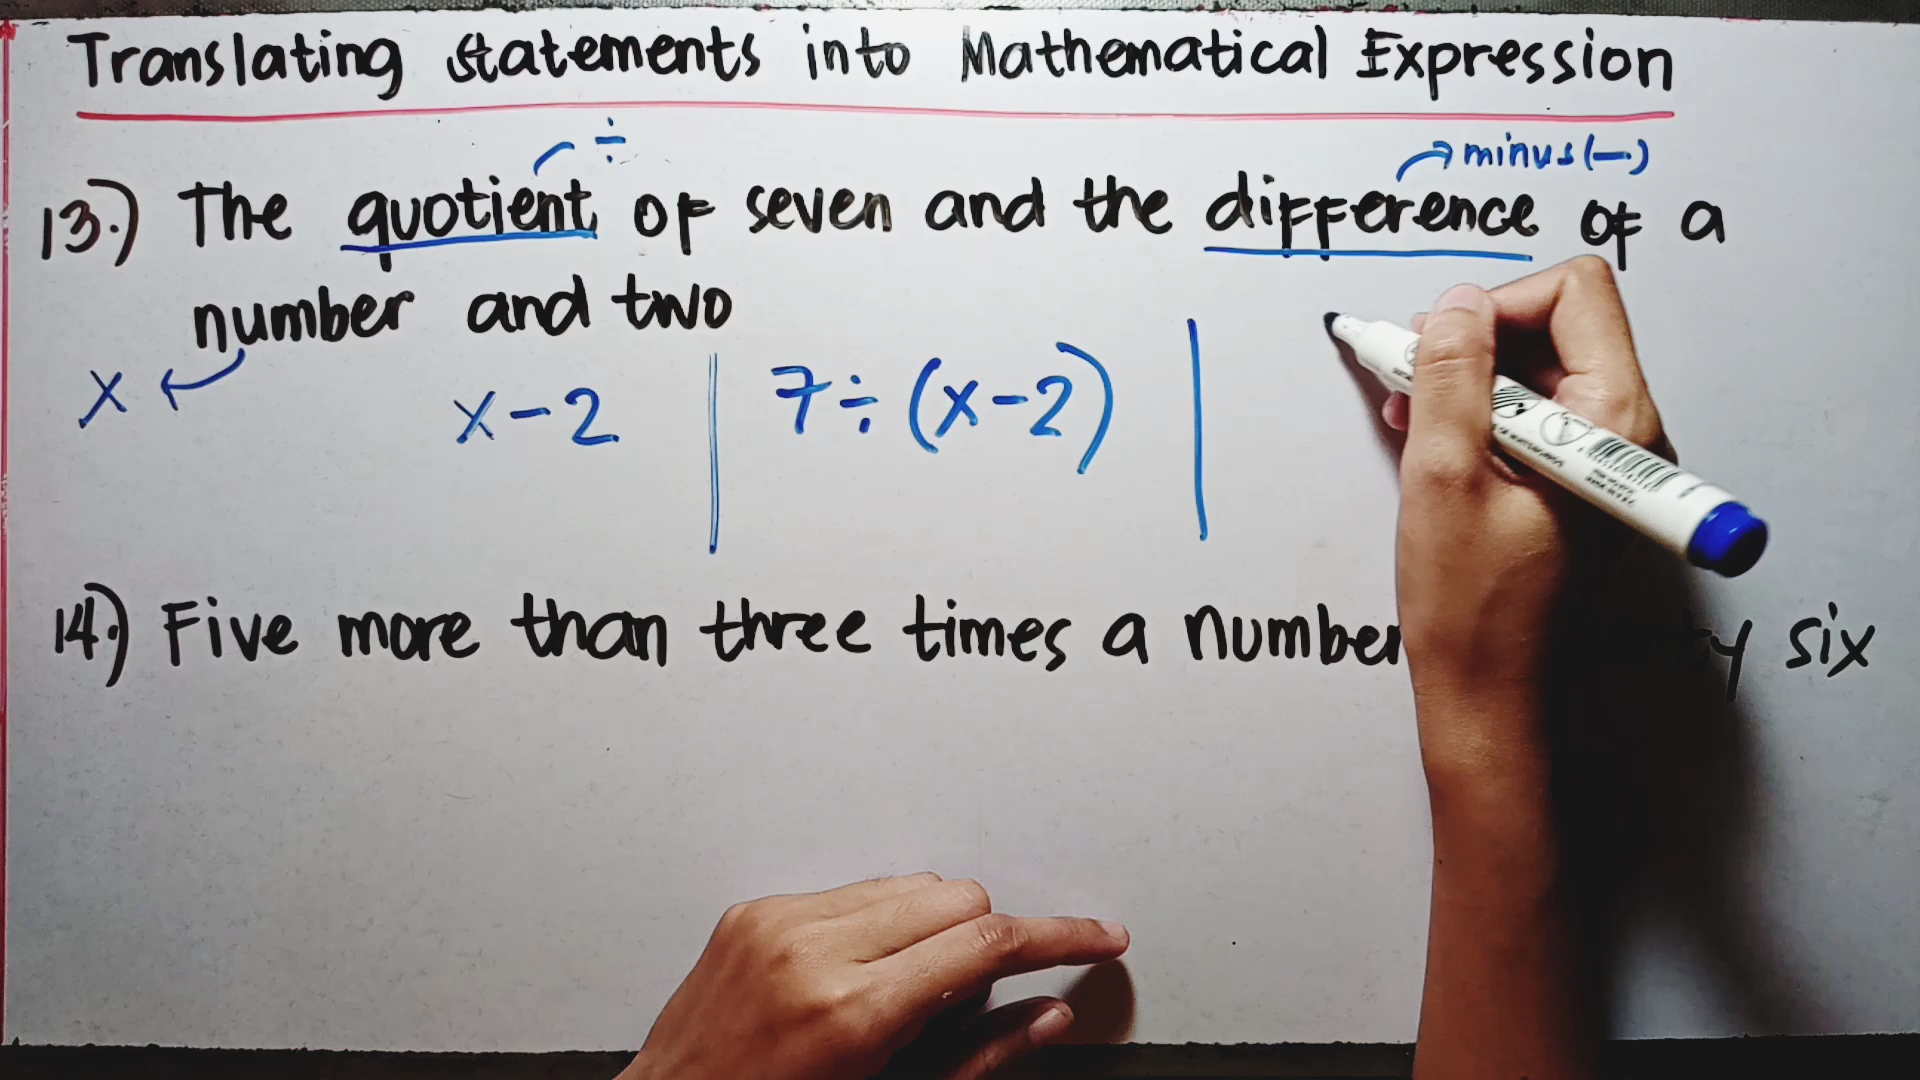 Translating statements into Mathematical Expression
÷
minus (−)
13.) The quotient of seven and the difference of a
number and two
x
x-2
7÷(x-2)
14.) Five more than three times a number six